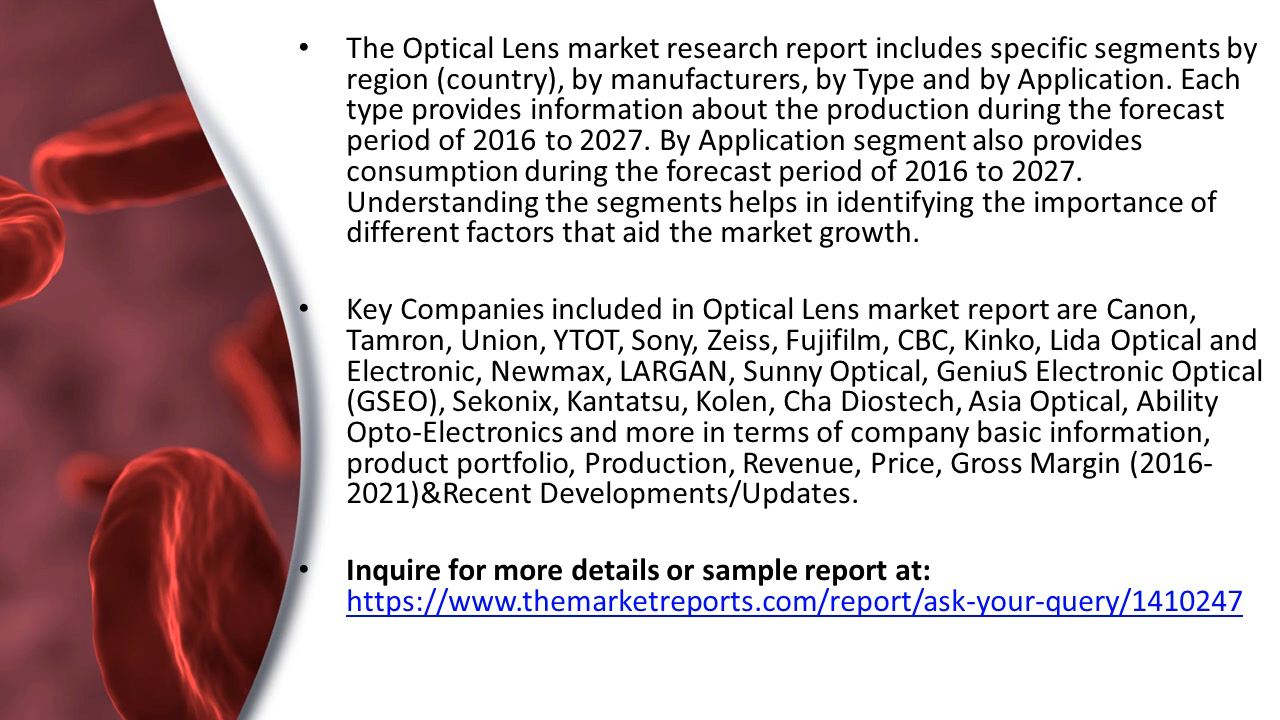 • The Optical Lens market research report includes specific segments by
region (country), by manufacturers, by Type and by Application. Each
type provides information about the production during the forecast
period of 2016 to 2027. By Application segment also provides
consumption during the forecast period of 2016 to 2027.
Understanding the segments helps in identifying the importance of
different factors that aid the market growth.
• Key Companies included in Optical Lens market report are Canon,
Tamron, Union, YTOT, Sony, Zeiss, Fujifilm, CBC, Kinko, Lida Optical and
Electronic, Newmax, LARGAN, Sunny Optical, GeniuS Electronic Optical
(GSEO), Sekonix, Kantatsu, Kolen, Cha Diostech, Asia Optical, Ability
Opto-Electronics and more in terms of company basic information,
product portfolio, Production, Revenue, Price, Gross Margin (2016-
2021)&Recent Developments/Updates.
• Inquire for more details or sample report at:
https://www.themarketreports.com/report/ask-your-query/1410247